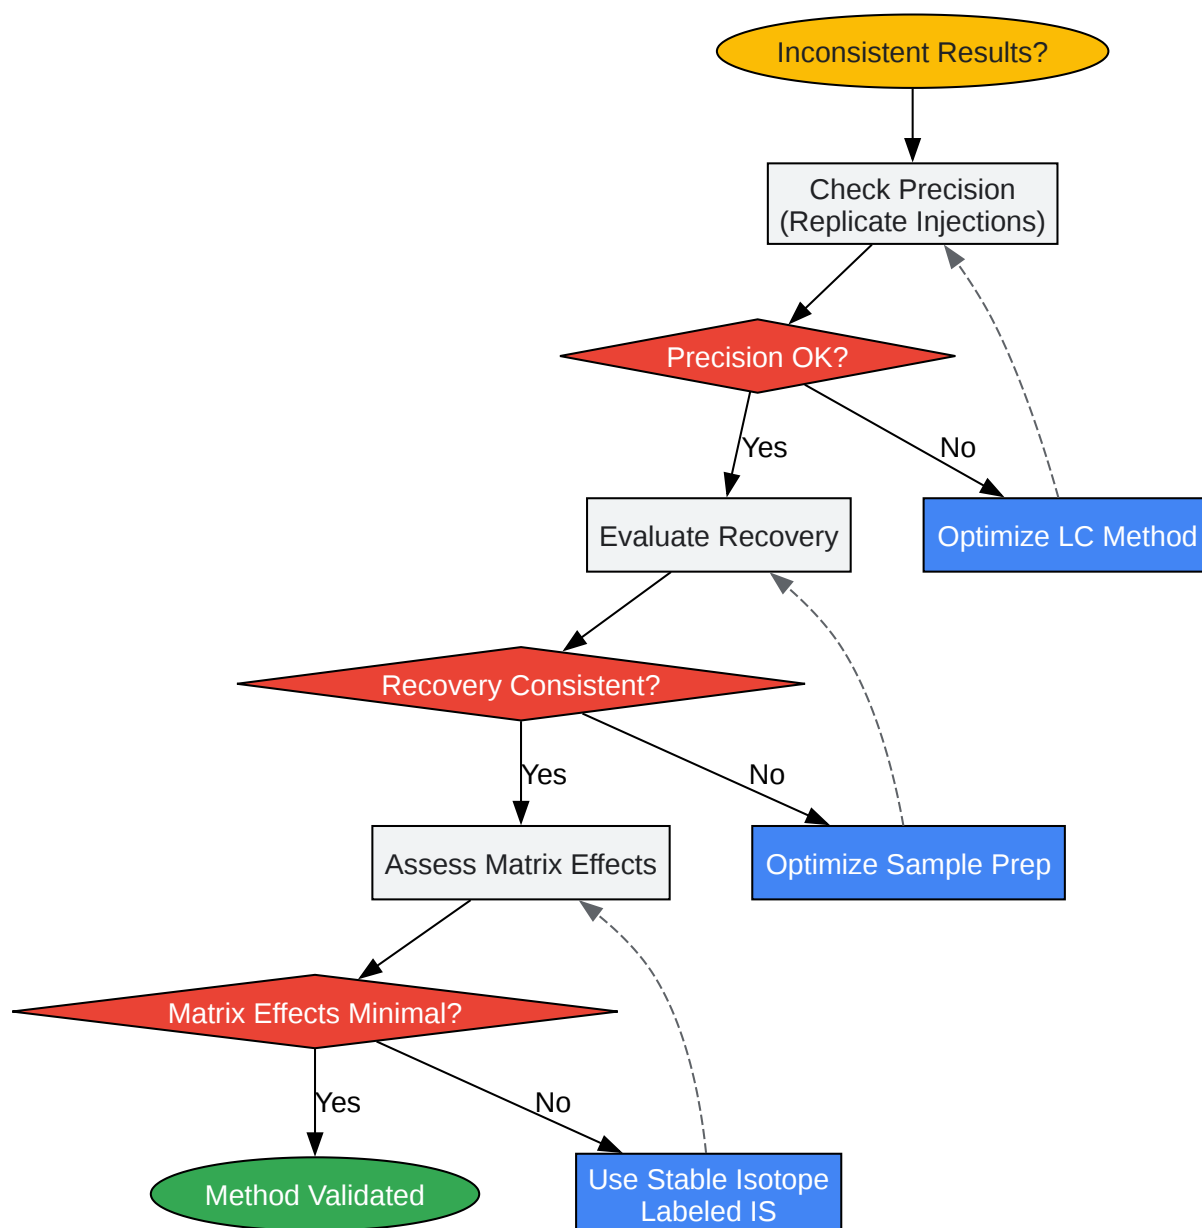 Inconsistent Results?
Check Precision
(Replicate Injections)
Precision OK?
Yes
No
Evaluate Recovery
Optimize LC Method
Recovery Consistent?
Yes
No
Assess Matrix Effects
Optimize Sample Prep
Matrix Effects Minimal?
Yes
No
Method Validated
Use Stable Isotope
Labeled IS